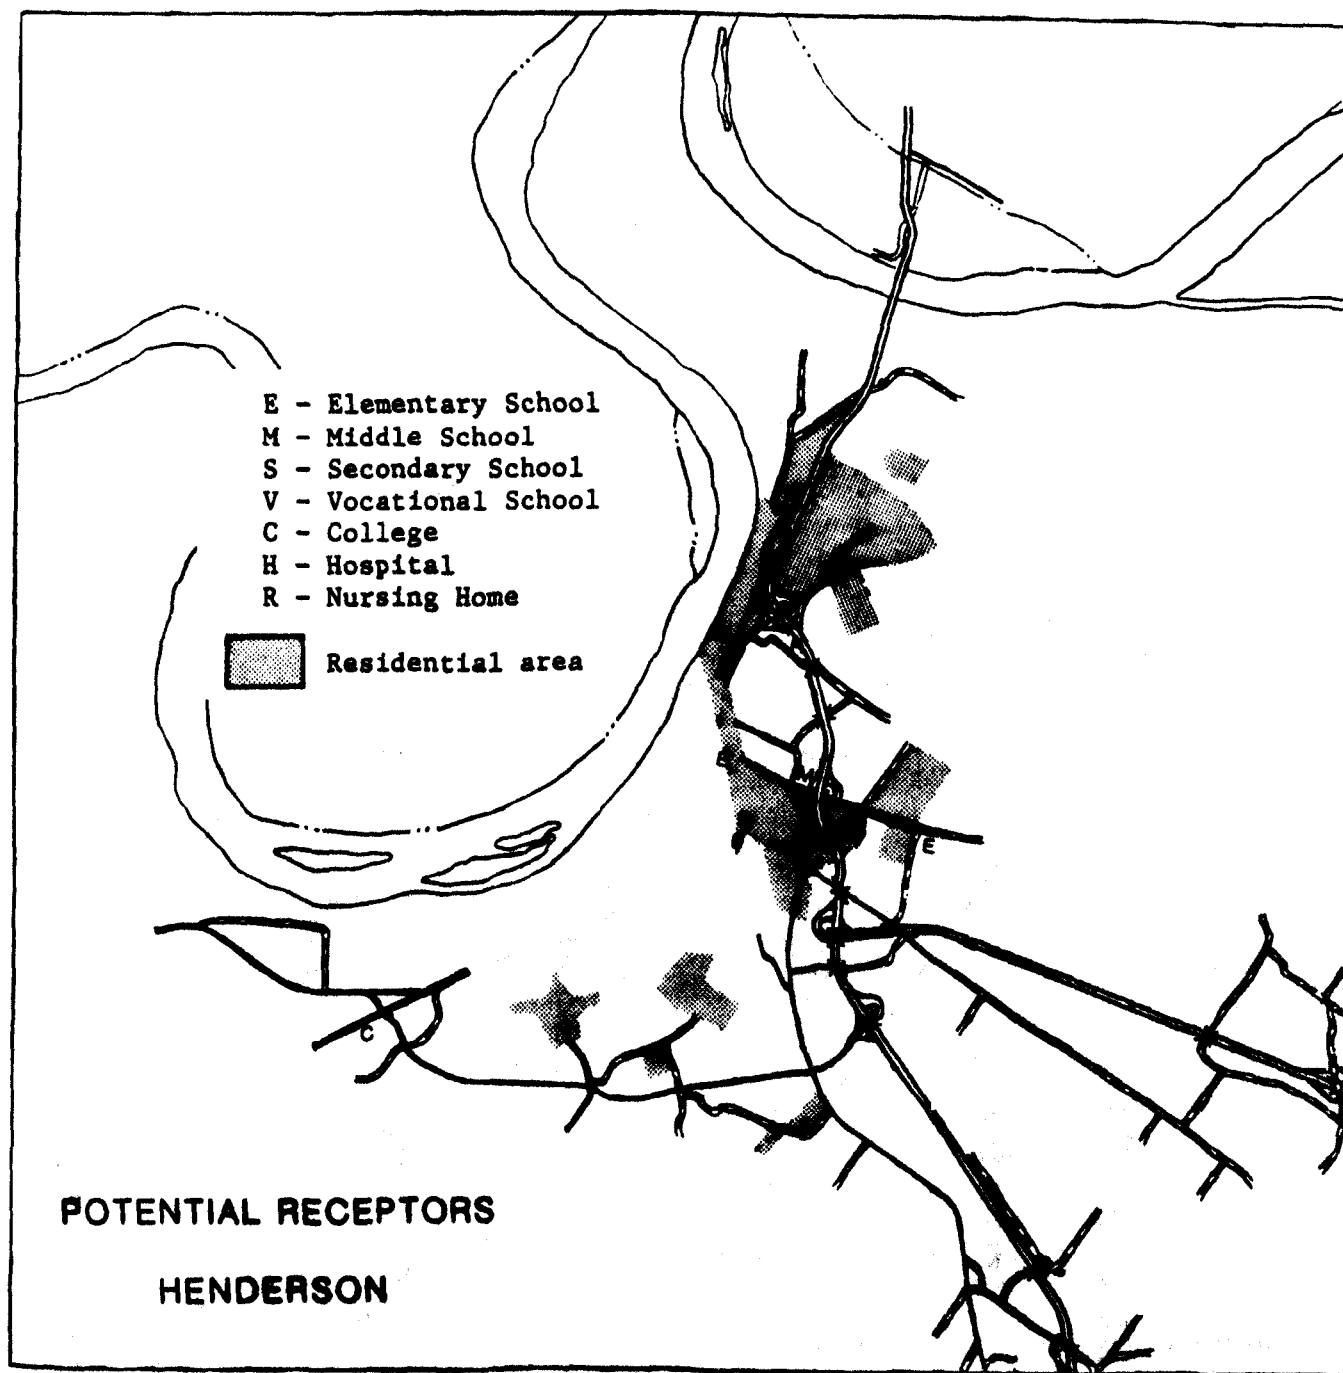 E - Elementary School
M - Middle School
S - Secondary School
V - Vocational School
C - College
H - Hospital
R - Nursing Home
Residential area
M
E
C
POTENTIAL RECEPTORS
HENDERSON